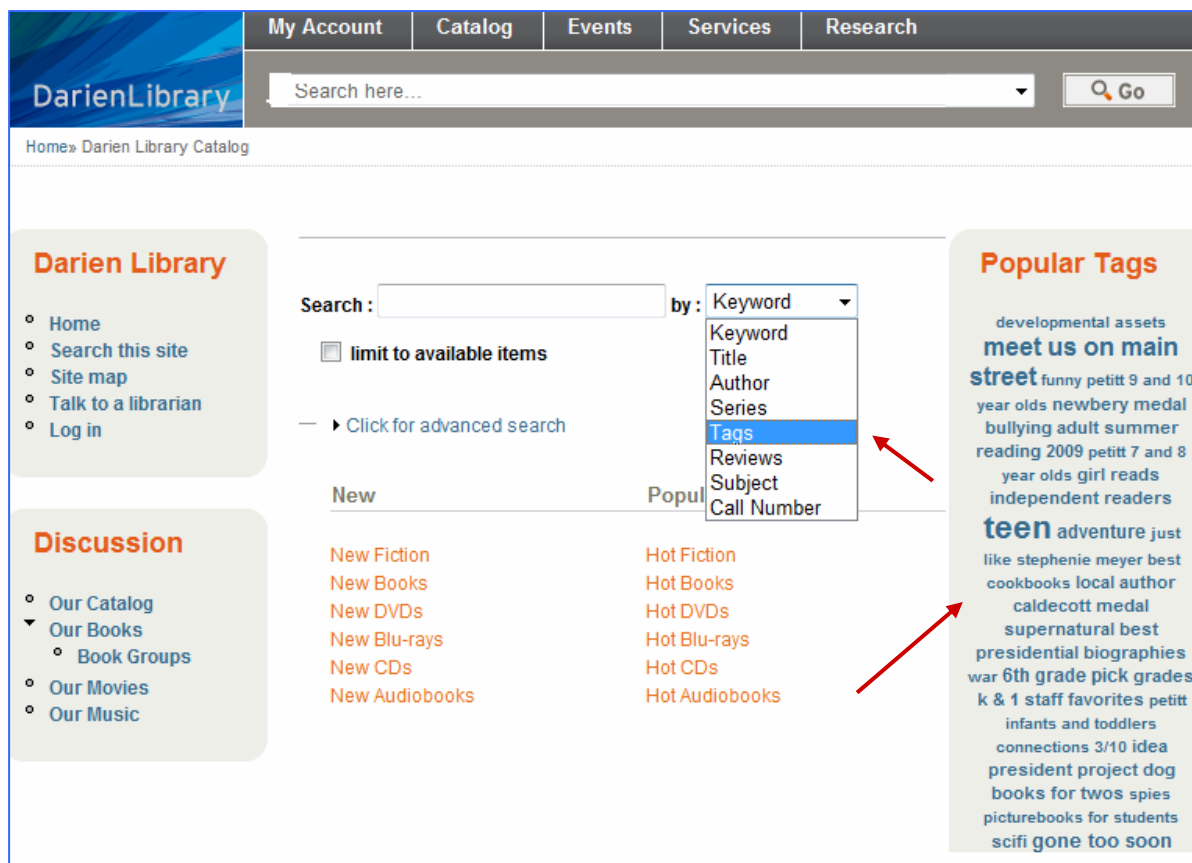 My Account Catalog Events Services Research
DarienLibrary
Search here...
Go
Home» Darien Library Catalog
Darien Library
Home
Search this site
Site map
Talk to a librarian
Log in
Discussion
Our Catalog
Our Books
Book Groups
Our Movies
Our Music
Search :
by : Keyword
Keyword
Title
Author
Series
Tags
Reviews
Subject
Call Number
limit to available items
Click for advanced search
New
New Fiction
New Books
New DVDs
New Blu-rays
New CDs
New Audiobooks
Popul
Hot Fiction
Hot Books
Hot DVDs
Hot Blu-rays
Hot CDs
Hot Audiobooks
Popular Tags
developmental assets
meet us on main
street funny petitt 9 and 10
year olds newbery medal
bullying adult summer
reading 2009 petitt 7 and 8
year olds girl reads
independent readers
teen adventure just
like stephenie meyer best
cookbooks local author
caldecott medal
supernatural best
presidential biographies
war 6th grade pick grades
k & 1 staff favorites petitt
infants and toddlers
connections 3/10 idea
president project dog
books for twos spies
picturebooks for students
scifi gone too soon